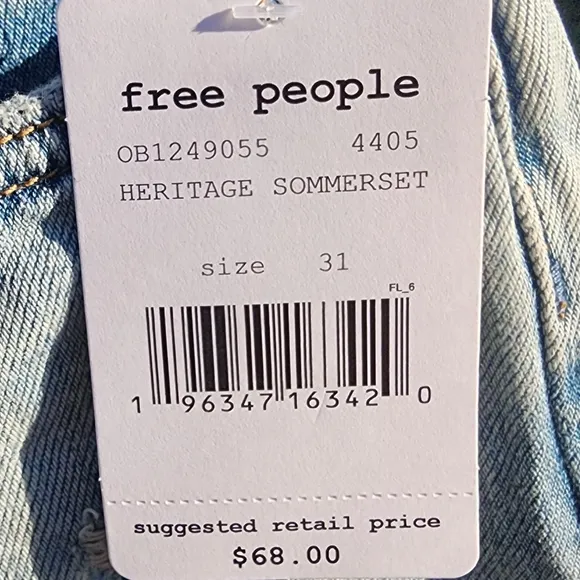 free people
OB1249055 4405
HERITAGE SOMMERSET
size 31
FL_6
1 96347 16342 0
suggested retail price
$68.00